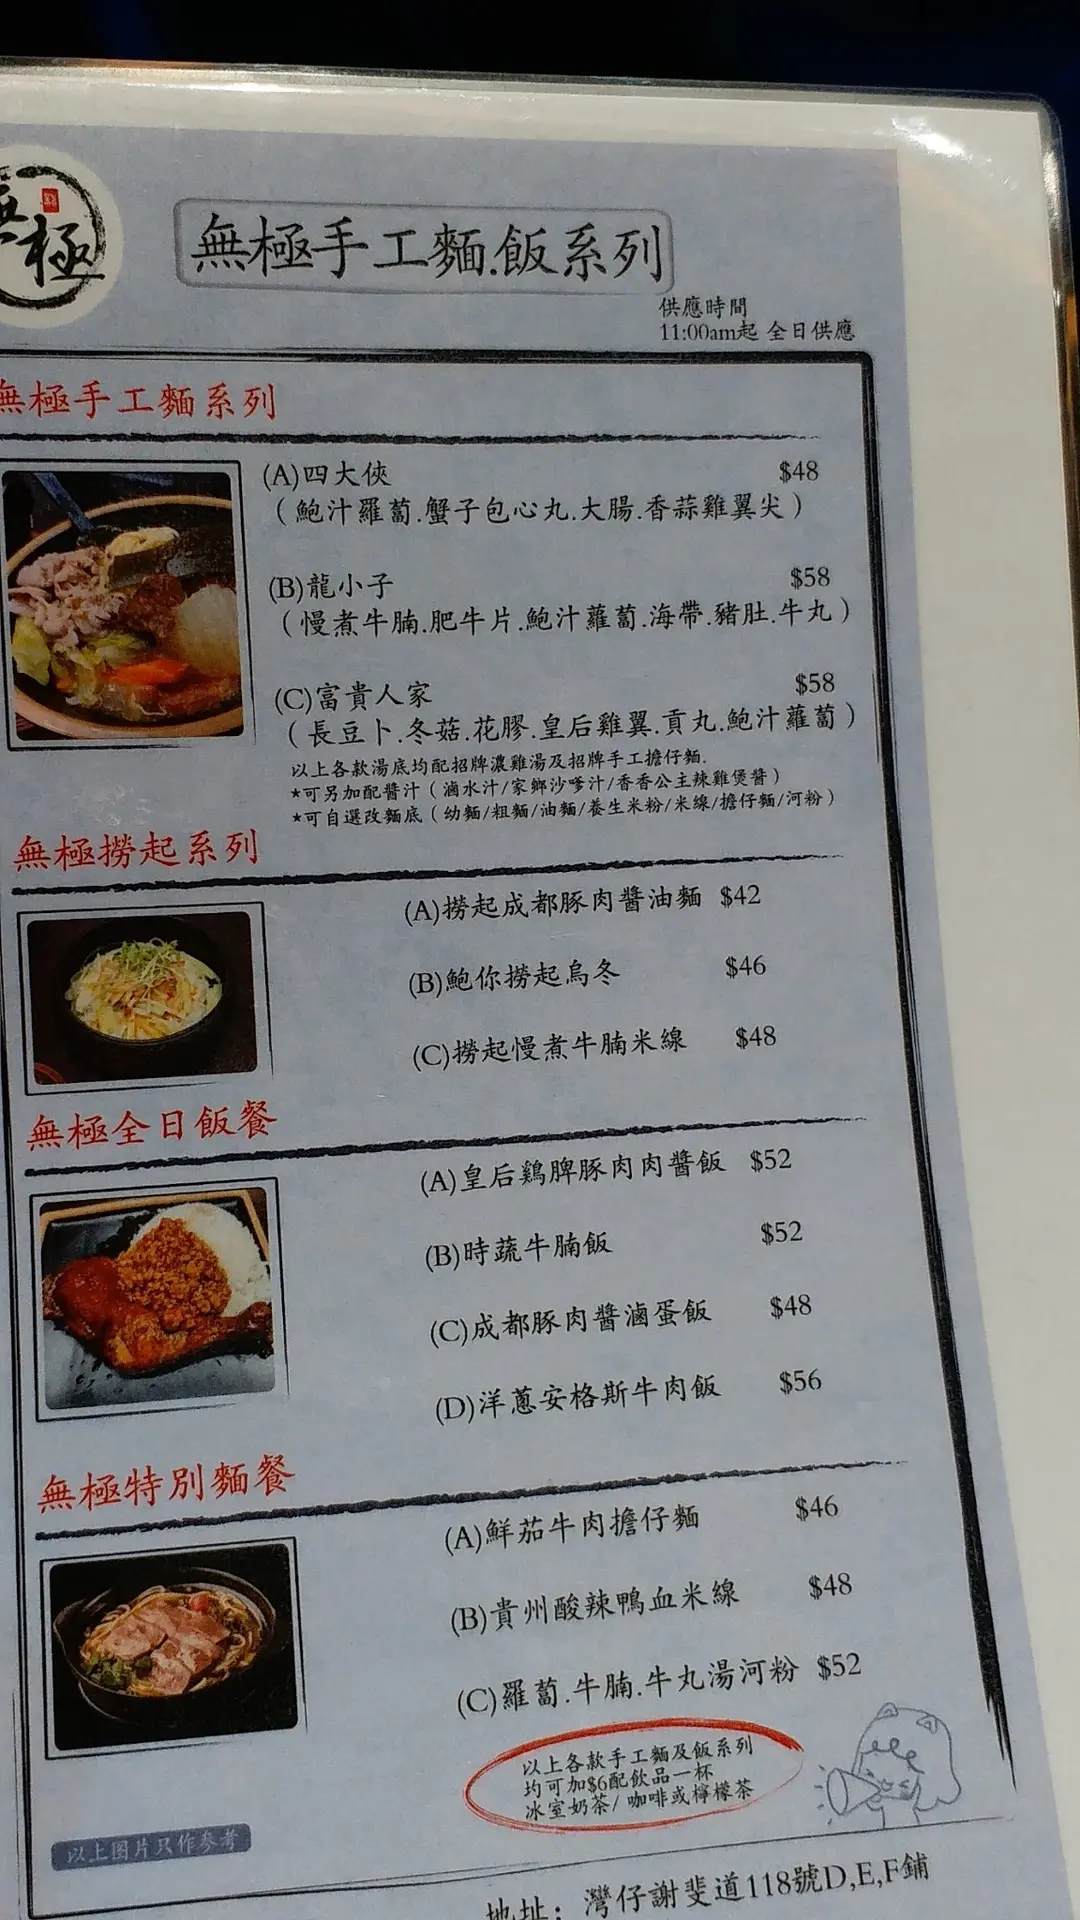 無極
無極手工麵.飯系列
供應時間
11:00am起 全日供應
無極手工麵系列
(A)四大俠 $48
（鮑汁羅蔔.蟹子包心丸.大腸.香蒜雞翼尖）
(B)龍小子 $58
（慢煮牛腩.肥牛片.鮑汁蘿蔔.海帶.豬肚.牛丸）
(C)富貴人家 $58
（長豆卜.冬菇.花膠.皇后雞翼.貢丸.鮑汁蘿蔔）
以上各款湯底均配招牌濃雞湯及招牌手工擔仔麵.
*可另加配醬汁（滷水汁/家鄉沙爹汁/香香公主辣雞煲醬）
*可自選改麵底（幼麵/粗麵/油麵/養生米粉/米線/擔仔麵/河粉）
無極撈起系列
(A)撈起成都豚肉醬油麵 $42
(B)鮑你撈起烏冬 $46
(C)撈起慢煮牛腩米線 $48
無極全日飯餐
(A)皇后鷄脾豚肉肉醬飯 $52
(B)時蔬牛腩飯 $52
(C)成都豚肉醬滷蛋飯 $48
(D)洋蔥安格斯牛肉飯 $56
無極特別麵餐
(A)鮮茄牛肉擔仔麵 $46
(B)貴州酸辣鴨血米線 $48
(C)羅蔔.牛腩.牛丸湯河粉 $52
以上各款手工麵及飯系列
均可加$6配飲品一杯
冰室奶茶/ 咖啡或檸檬茶
以上图片只作参考
地址：灣仔謝斐道118號D,E,F鋪